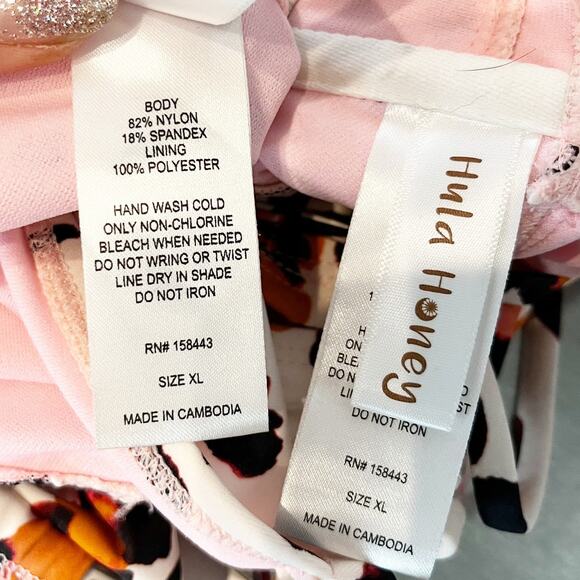 BODY
82% NYLON
18% SPANDEX
LINING
100% POLYESTER
HAND WASH COLD
ONLY NON-CHLORINE
BLEACH WHEN NEEDED
DO NOT WRING OR TWIST
LINE DRY IN SHADE
DO NOT IRON
RN# 158443
SIZE XL
MADE IN CAMBODIA
Hula Honey
DO NOT IRON
RN# 158443
SIZE XL
MADE IN CAMBODIA